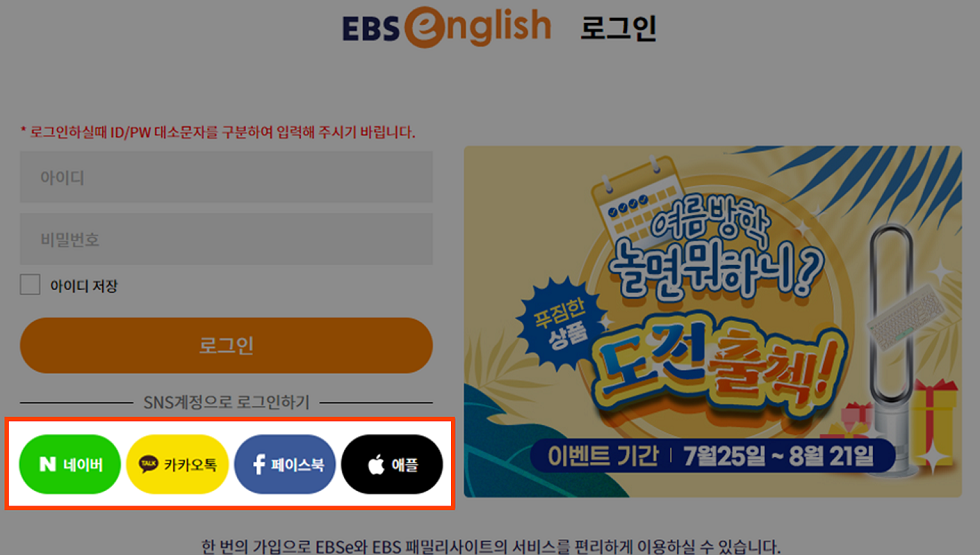 EBS english 로그인
* 로그인하실때 ID/PW 대소문자를 구분하여 입력해 주시기 바랍니다.
아이디
비밀번호
아이디 저장
로그인
SNS계정으로 로그인하기
N 네이버
TALK 카카오톡
f 페이스북
애플
여름방학
놀면뭐하니?
푸짐한
상품
도전출첵!
이벤트 기간 | 7월25일 ~ 8월 21일
한 번의 가입으로 EBSe와 EBS 패밀리사이트의 서비스를 편리하게 이용하실 수 있습니다.